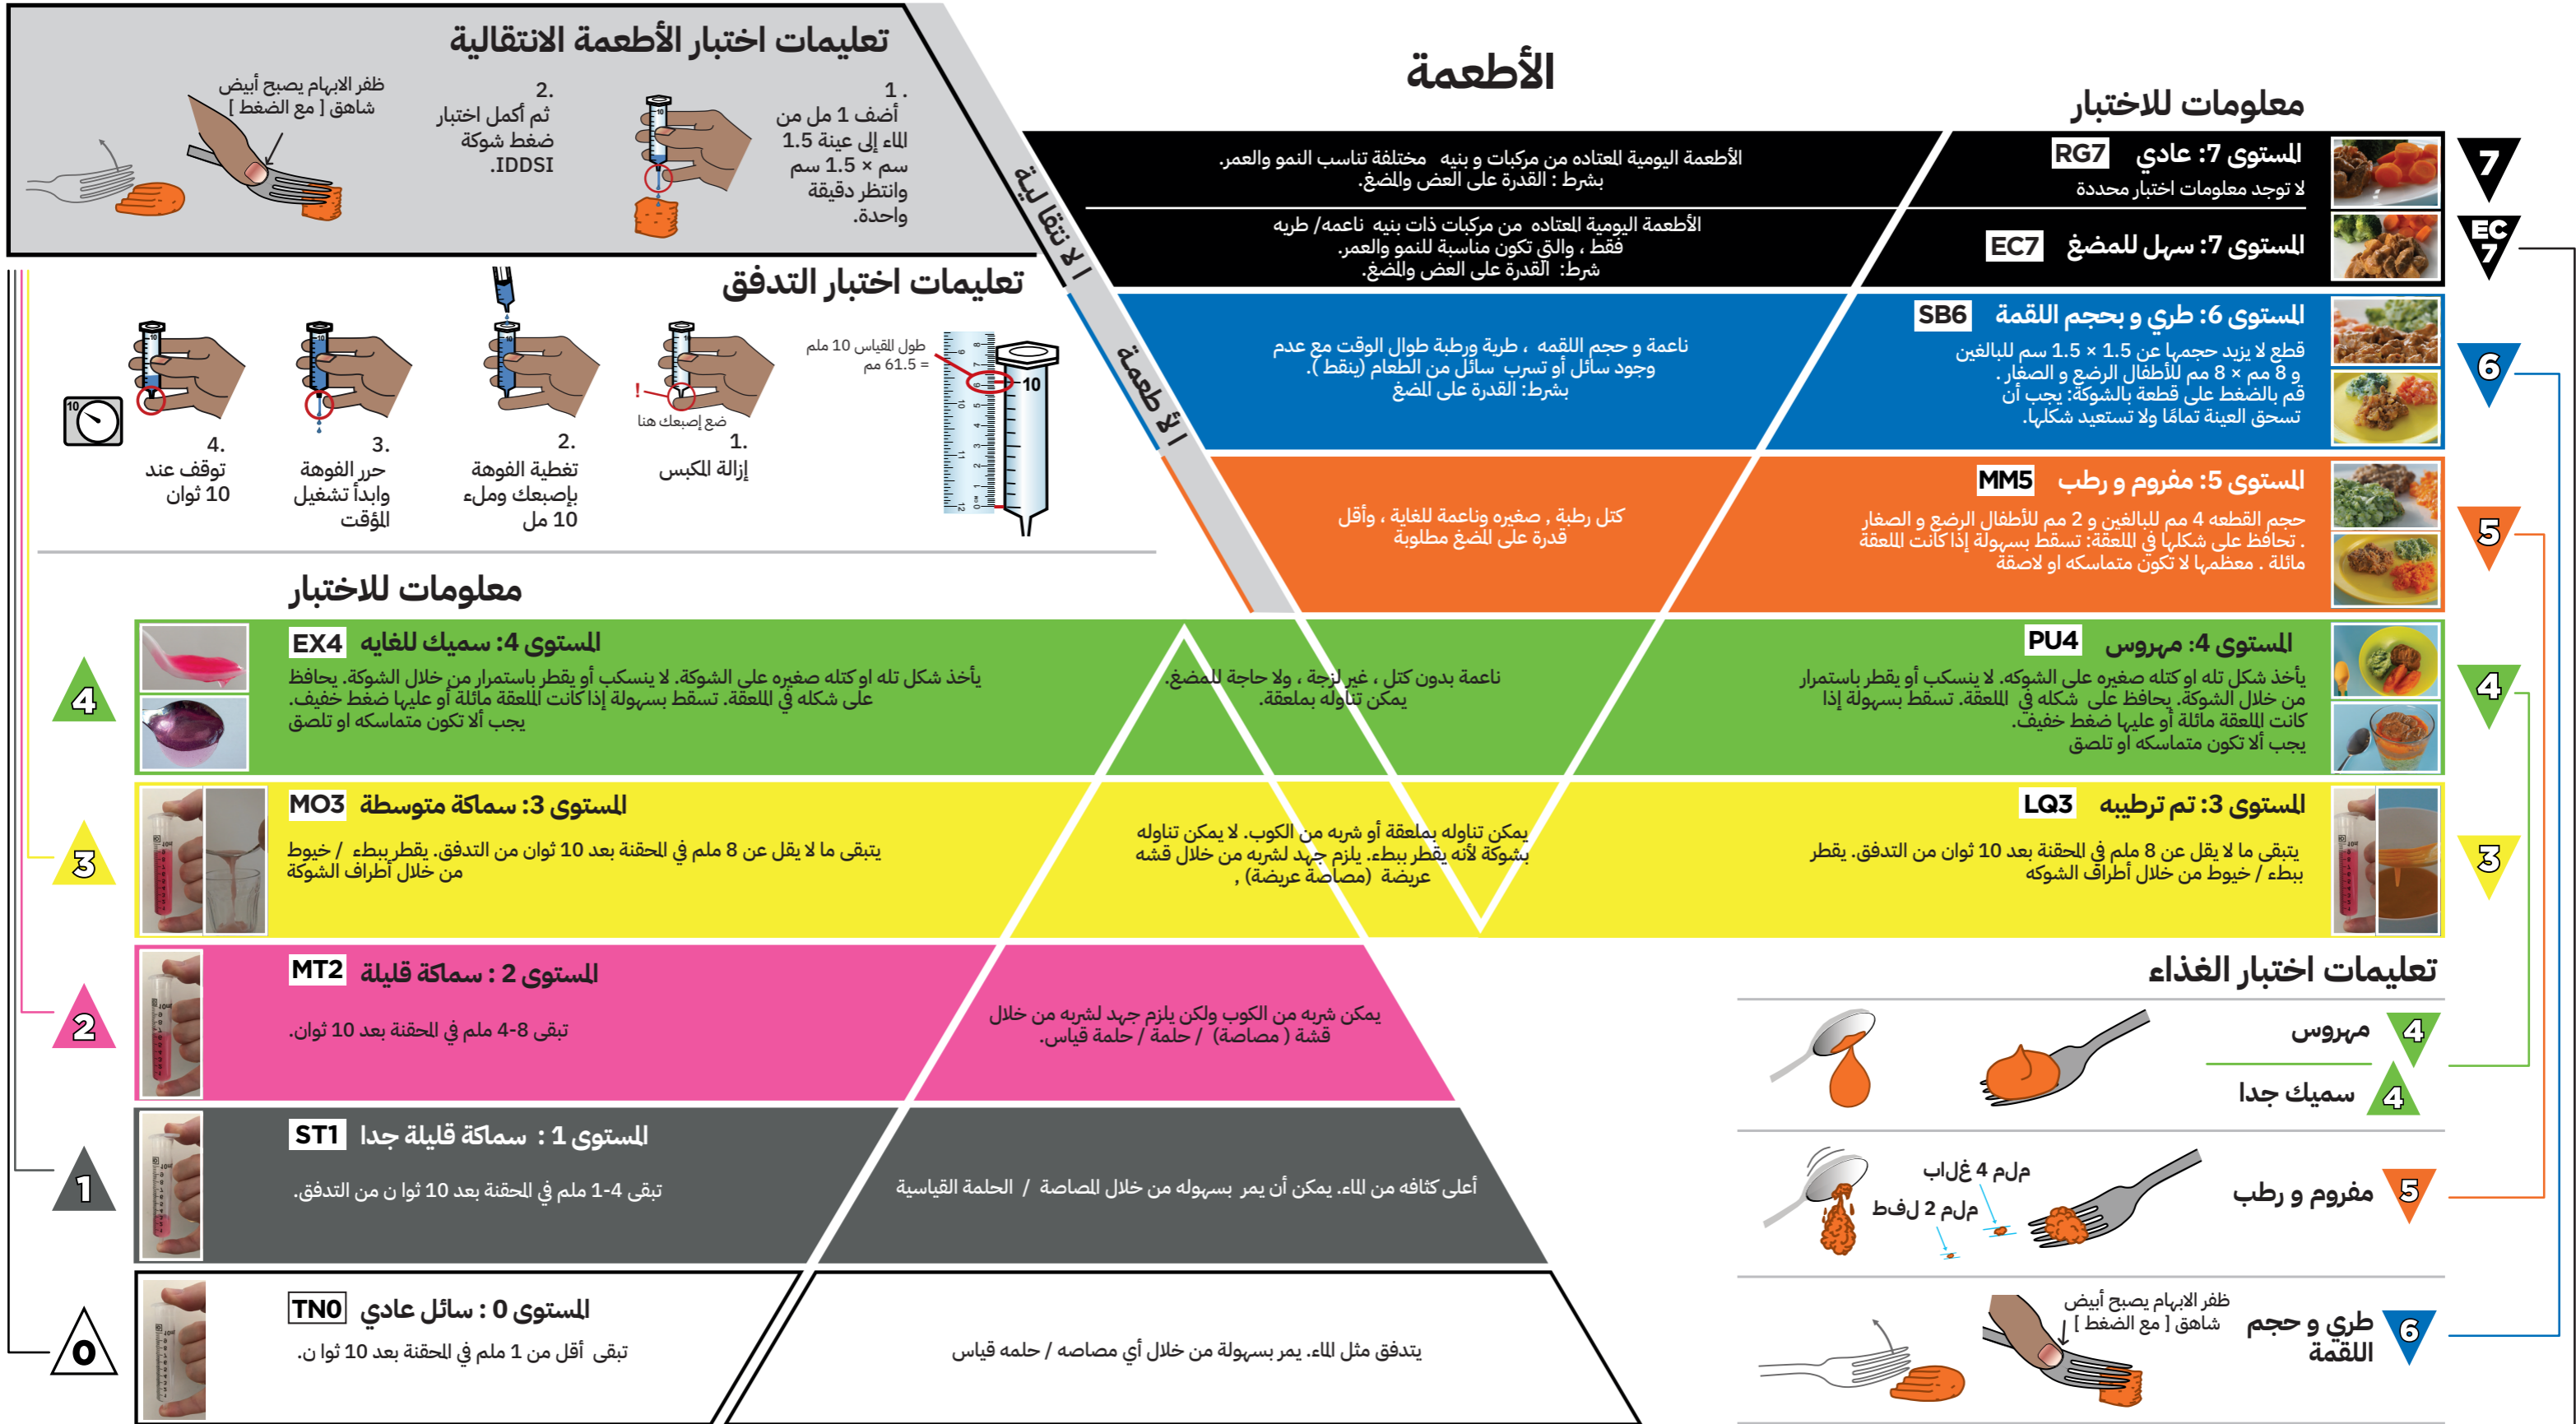 الأطعمة
معلومات للاختبار
7
المستوى 7: عادي RG7
لا توجد معلومات اختبار محددة
الأطعمة اليومية المعتاده من مركبات و بنيه مختلفة تناسب النمو والعمر.
بشرط : القدرة على العض والمضغ.
EC
7
المستوى 7: سهل للمضغ EC7
الأطعمة اليومية المعتاده من مركبات ذات بنيه ناعمه/ طريه
فقط ، والتي تكون مناسبة للنمو والعمر.
شرط: القدرة على العض والمضغ.
6
المستوى 6: طري و بحجم اللقمة SB6
قطع لا يزيد حجمها عن 1.5 × 1.5 سم للبالغين
و 8 مم × 8 مم للأطفال الرضع و الصغار .
قم بالضغط على قطعة بالشوكة: يجب أن
تسحق العينة تمامًا ولا تستعيد شكلها.
ناعمة و حجم اللقمه ، طرية ورطبة طوال الوقت مع عدم
وجود سائل أو تسرب سائل من الطعام (ينقط ).
بشرط: القدرة على المضغ
5
المستوى 5: مفروم و رطب MM5
حجم القطعه 4 مم للبالغين و 2 مم للأطفال الرضع و الصغار
. تحافظ على شكلها في الملعقة: تسقط بسهولة إذا كانت الملعقة
مائلة . معظمها لا تكون متماسكه او لاصقة
كتل رطبة , صغيره وناعمة للغاية ، وأقل
قدرة على المضغ مطلوبة
4
المستوى 4: مهروس PU4
يأخذ شكل تله او كتله صغيره على الشوكه. لا ينسكب أو يقطر باستمرار
من خلال الشوكة. يحافظ على شكله في الملعقة. تسقط بسهولة إذا
كانت الملعقة مائلة أو عليها ضغط خفيف.
يجب ألا تكون متماسكه او تلصق
ناعمة بدون كتل ، غير لزجة ، ولا حاجة للمضغ.
يمكن تناوله بملعقة.
3
المستوى 3: تم ترطيبه LQ3
يتبقى ما لا يقل عن 8 ملم في المحقنة بعد 10 ثوان من التدفق. يقطر
ببطء / خيوط من خلال أطراف الشوكه
يمكن تناوله بملعقة أو شربه من الكوب. لا يمكن تناوله
بشوكة لأنه يقطر ببطء. يلزم جهد لشربه من خلال قشه
عريضة (مصاصة عريضة) ,
الأطعمة الانتقالية
تعليمات اختبار الأطعمة الانتقالية
1.
أضف 1 مل من
الماء إلى عينة 1.5
سم × 1.5 سم
وانتظر دقيقة
واحدة.
2.
ثم أكمل اختبار
ضغط شوكة
IDDSI.
ظفر الابهام يصبح أبيض
شاهق [ مع الضغط ]
تعليمات اختبار التدفق
طول المقياس 10 ملم
= 61.5 مم
10
!
ضع إصبعك هنا
1.
إزالة المكبس
2.
تغطية الفوهة
بإصبعك وملء
10 مل
3.
حرر الفوهة
وابدأ تشغيل
المؤقت
4.
توقف عند
10 ثوان
10
معلومات للاختبار
4
المستوى 4: سميك للغايه EX4
يأخذ شكل تله او كتله صغيره على الشوكة. لا ينسكب أو يقطر باستمرار من خلال الشوكة. يحافظ
على شكله في الملعقة. تسقط بسهولة إذا كانت الملعقة مائلة أو عليها ضغط خفيف.
يجب ألا تكون متماسكه او تلصق
3
المستوى 3: سماكة متوسطة MO3
يتبقى ما لا يقل عن 8 ملم في المحقنة بعد 10 ثوان من التدفق. يقطر ببطء / خيوط
من خلال أطراف الشوكة
2
المستوى 2 : سماكة قليلة MT2
تبقى 8-4 ملم في المحقنة بعد 10 ثوان.
يمكن شربه من الكوب ولكن يلزم جهد لشربه من خلال
قشة ( مصاصة) / حلمة / حلمة قياس.
1
المستوى 1 : سماكة قليلة جدا ST1
تبقى 4-1 ملم في المحقنة بعد 10 ثوا ن من التدفق.
أعلى كثافه من الماء. يمكن أن يمر بسهوله من خلال المصاصة / الحلمة القياسية
0
المستوى 0 : سائل عادي TN0
تبقى أقل من 1 ملم في المحقنة بعد 10 ثوا ن.
يتدفق مثل الماء. يمر بسهولة من خلال أي مصاصه / حلمه قياس
تعليمات اختبار الغذاء
4
مهروس
4
سميك جدا
5
مفروم و رطب
ملم 4 غلاب
ملم 2 لفط
6
طري و حجم
اللقمة
ظفر الابهام يصبح أبيض
شاهق [ مع الضغط ]